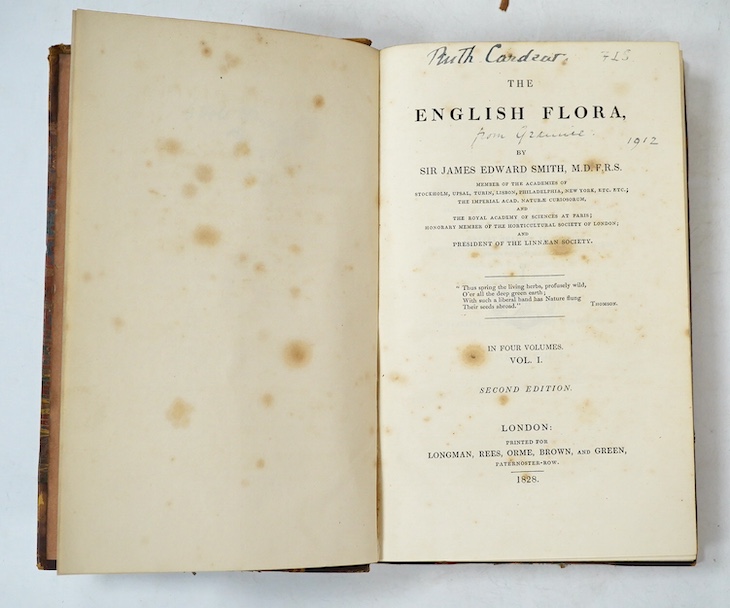 Ruth
THE
ENGLISH FLORA,
from
1912
BY
SIR JAMES EDWARD SMITH, M.D. F.R.S.
MEMBER OF THE ACADEMIES OF
STOCKHOLM, UPSAL, TURIN, LISBON, PHILADELPHIA, NEW YORK, ETC. ETC.;
THE IMPERIAL ACAD. NATURÆ CURIOSORUM,
AND
THE ROYAL ACADEMY OF SCIENCES AT PARIS;
HONORARY MEMBER OF THE HORTICULTURAL SOCIETY OF LONDON;
AND
PRESIDENT OF THE LINNÆAN SOCIETY.
“ Thus spring the living herbs, profusely wild,
O'er all the deep green earth;
With such a liberal hand has Nature flung
Their seeds abroad.” THOMSON.
IN FOUR VOLUMES.
VOL. I.
SECOND EDITION.
LONDON:
PRINTED FOR
LONGMAN, REES, ORME, BROWN, AND GREEN,
PATERNOSTER-ROW.
1828.